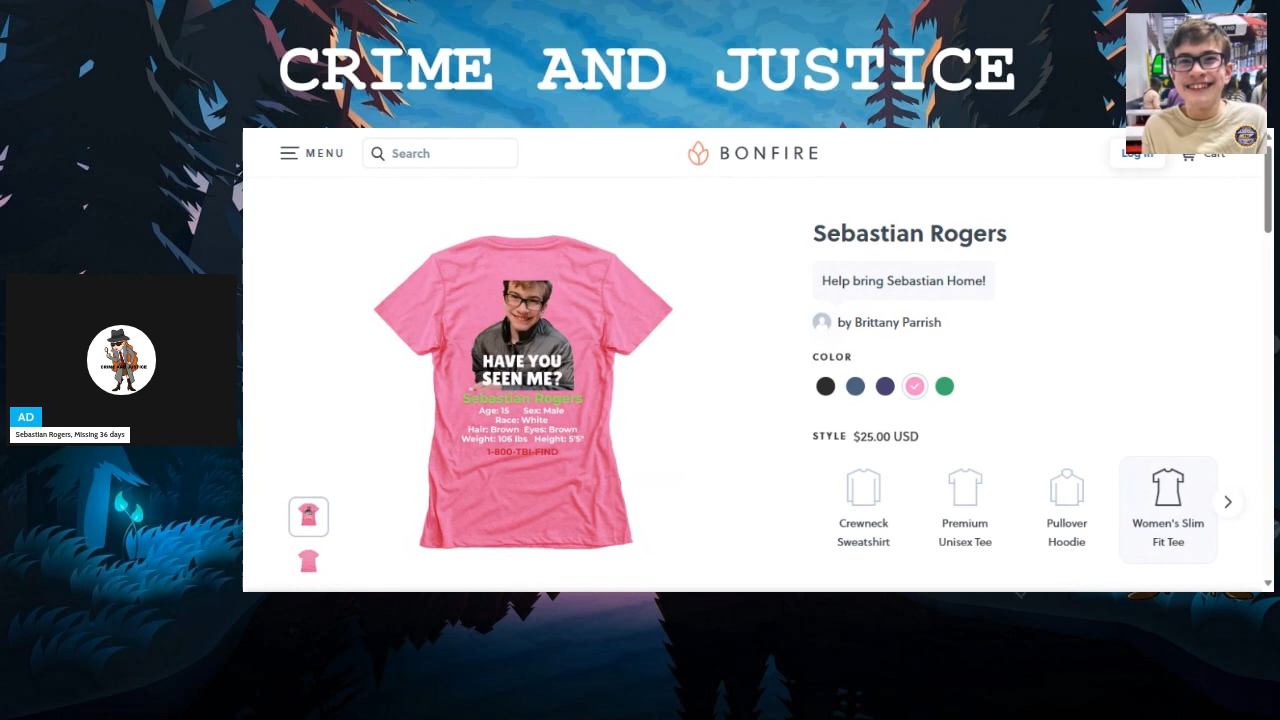 CRIME AND JUSTICE
MENU
Search
BONFIRE
Log in
Cart
Sebastian Rogers
Help bring Sebastian Home!
by Brittany Parrish
COLOR
STYLE $25.00 USD
Crewneck
Sweatshirt
Premium
Unisex Tee
Pullover
Hoodie
Women's Slim
Fit Tee
HAVE YOU
SEEN ME?
Sebastian Rogers
Age: 15 Sex: Male
Race: White
Hair: Brown Eyes: Brown
Weight: 106 lbs Height: 5'5"
1-800-TBI-FIND
CRIME AND JUSTICE
AD
Sebastian Rogers, Missing 36 days